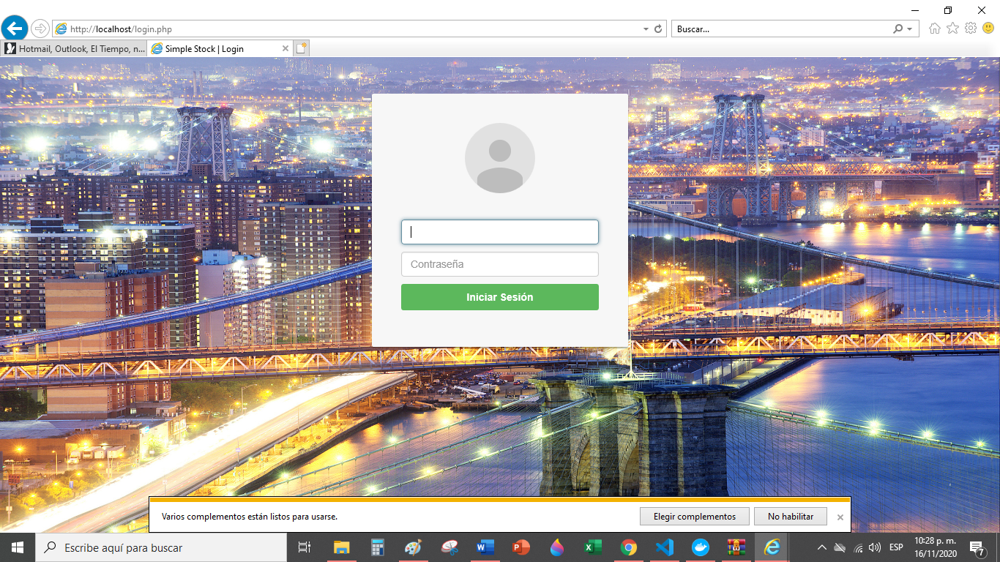 http://localhost/login.php
Buscar...
Hotmail, Outlook, El Tiempo, n...
Simple Stock | Login
Contraseña
Iniciar Sesión
Varios complementos están listos para usarse.
Elegir complementos
No habilitar
Escribe aquí para buscar
ESP
10:28 p. m.
16/11/2020
7